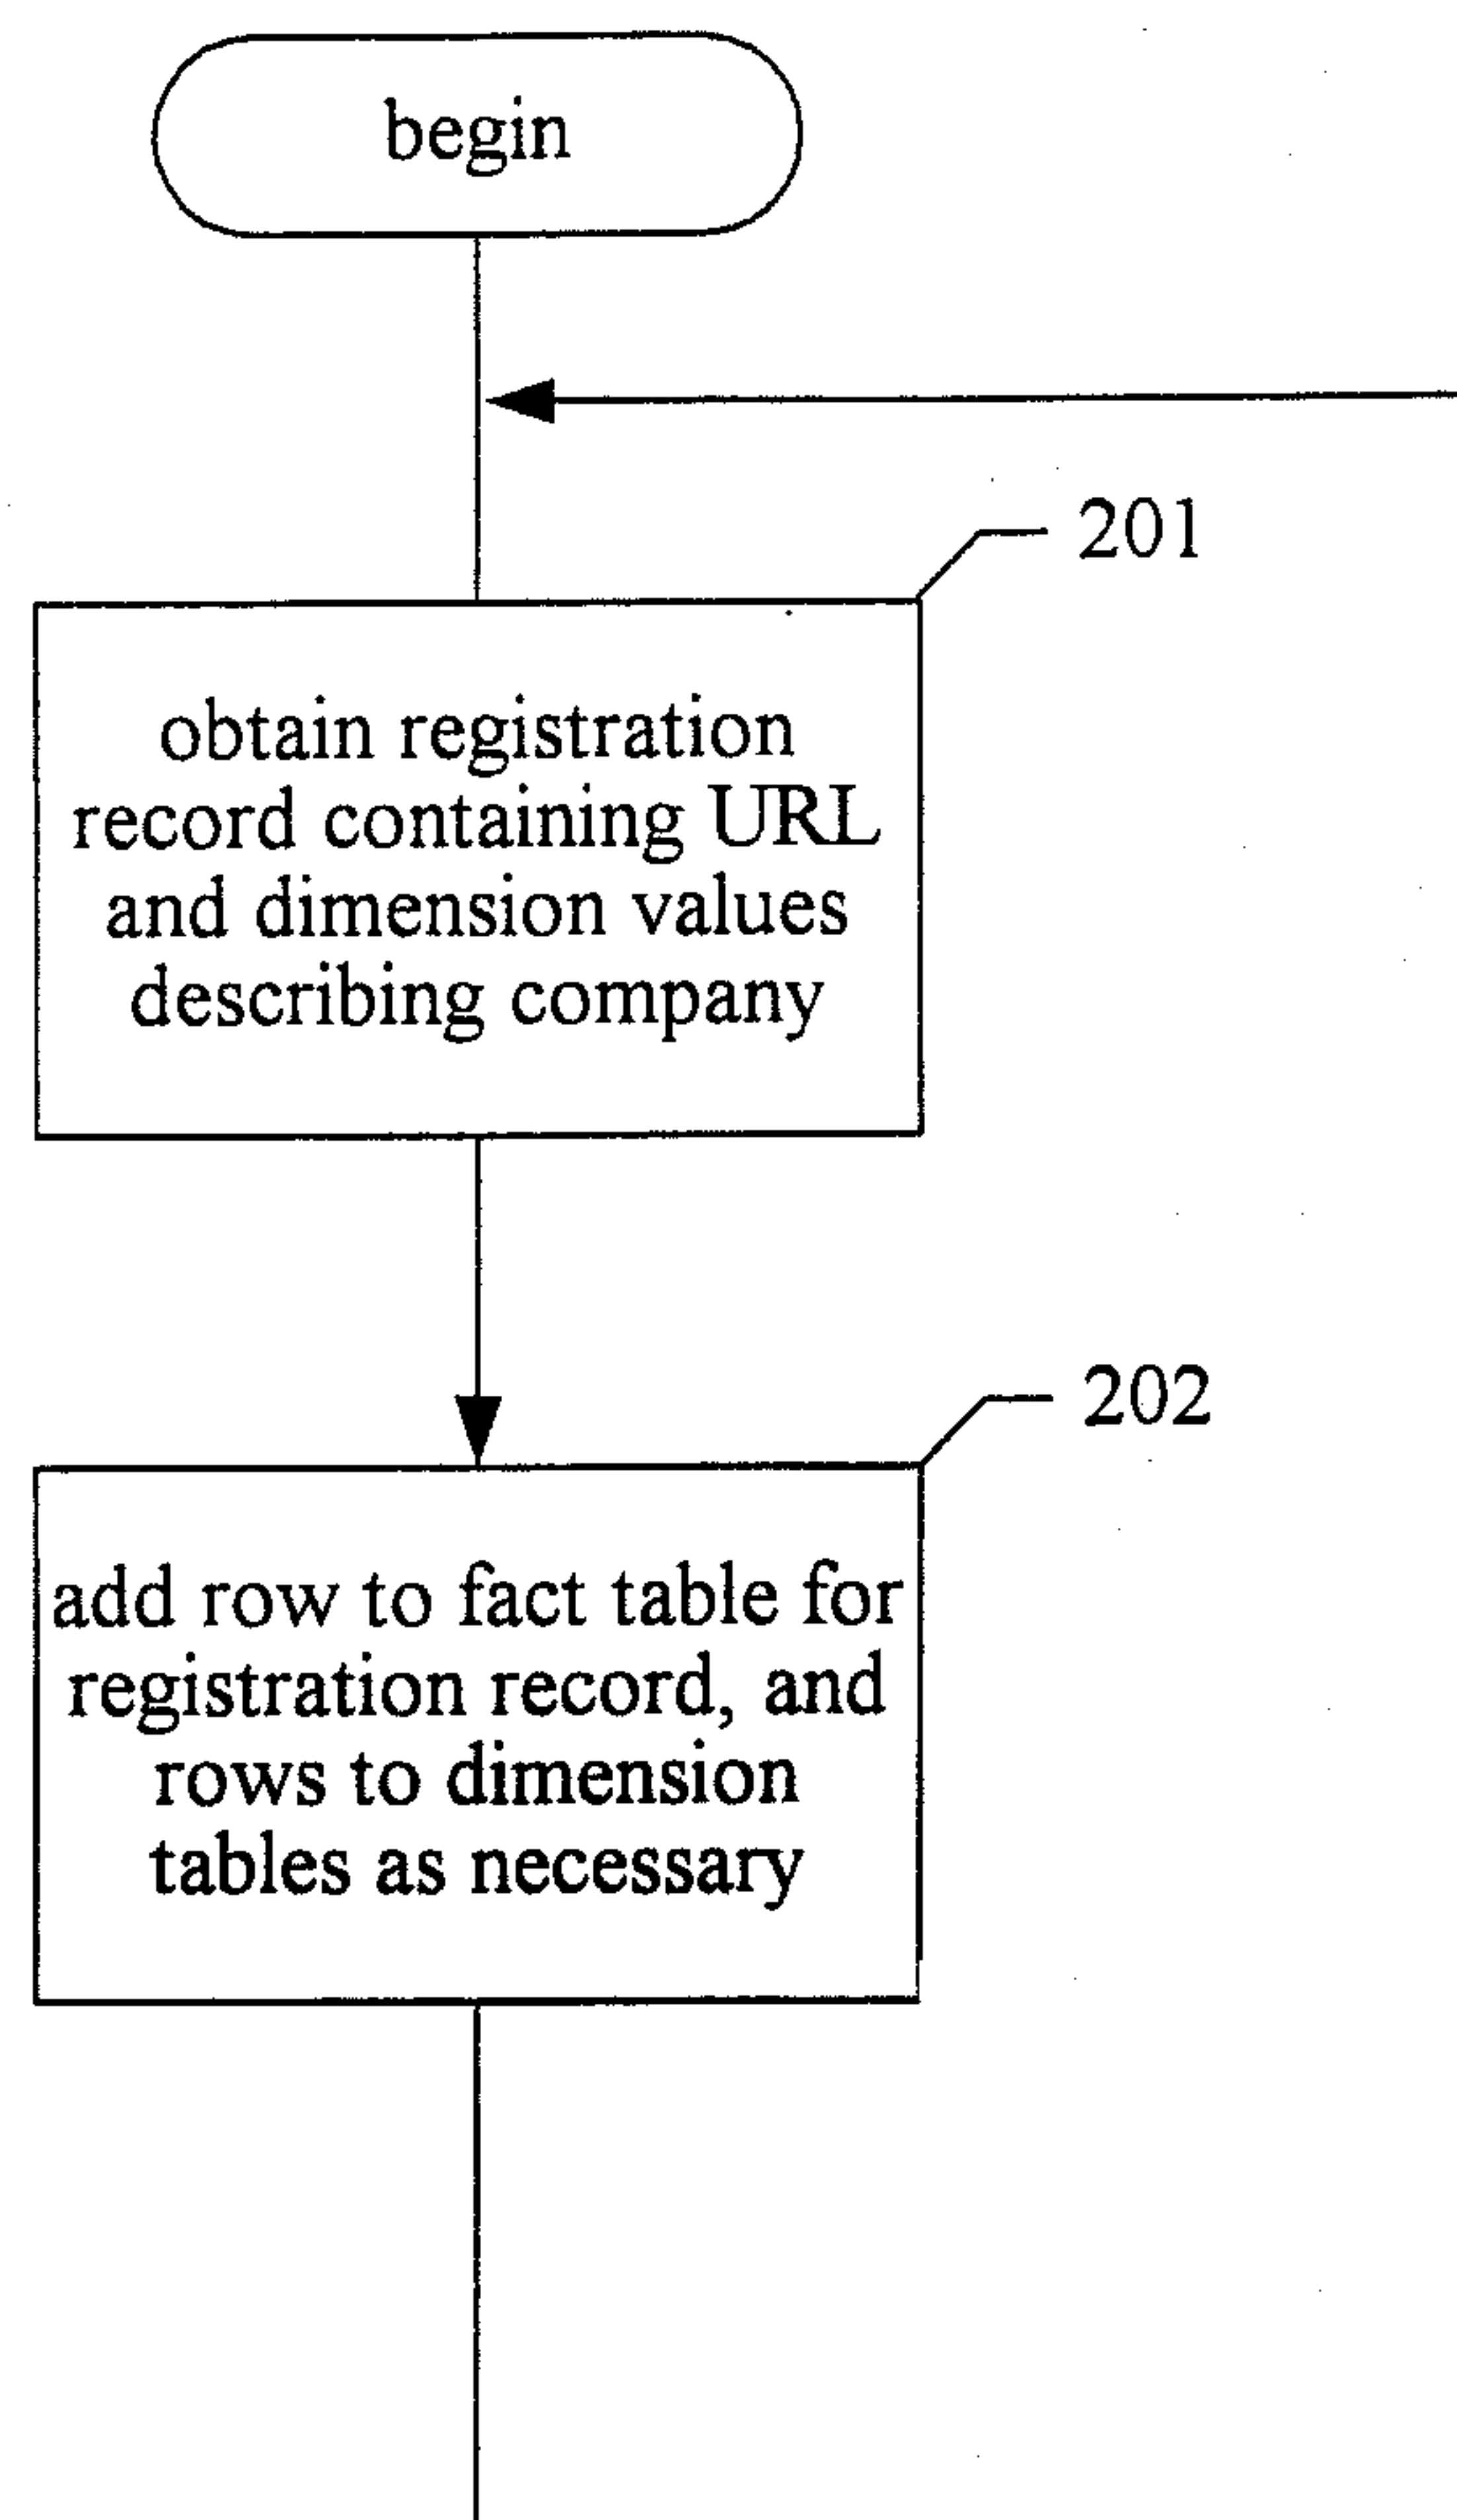 begin
201
obtain registration
record containing URL
and dimension values
describing company
202
add row to fact table for
registration record, and
rows to dimension
tables as necessary